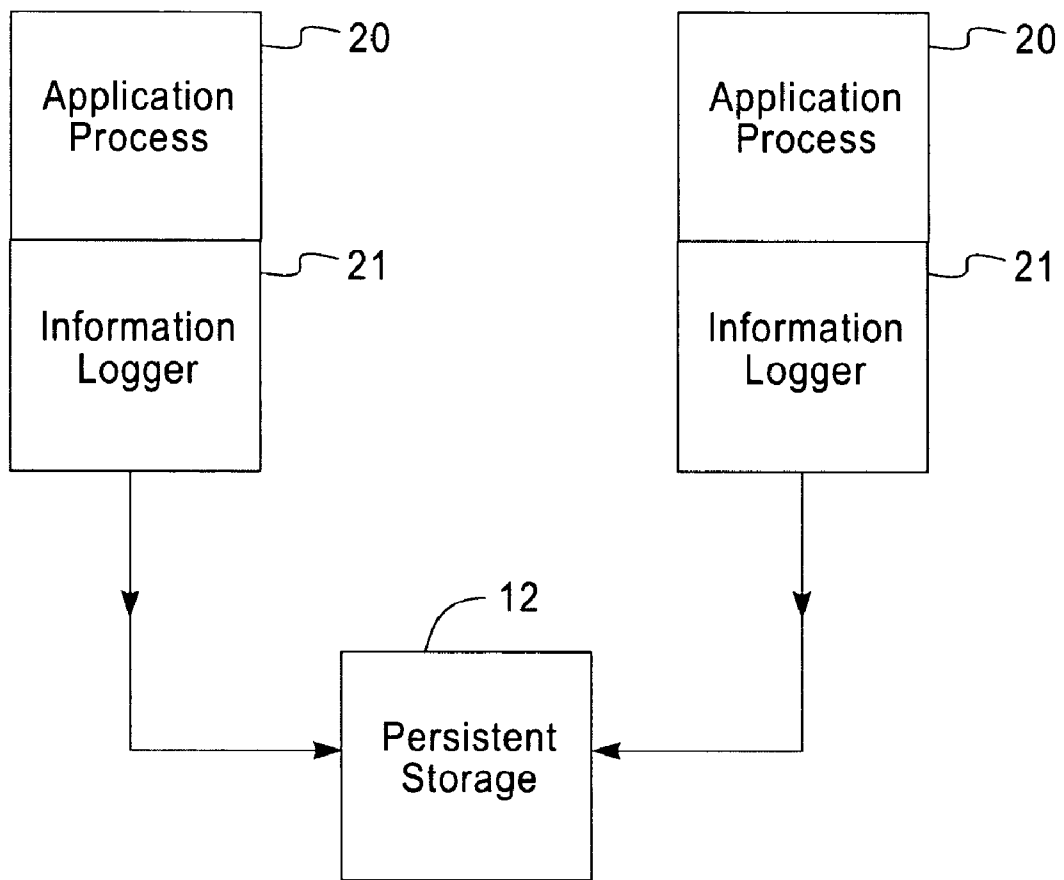 20
Application
Process
21
Information
Logger
20
Application
Process
21
Information
Logger
12
Persistent
Storage